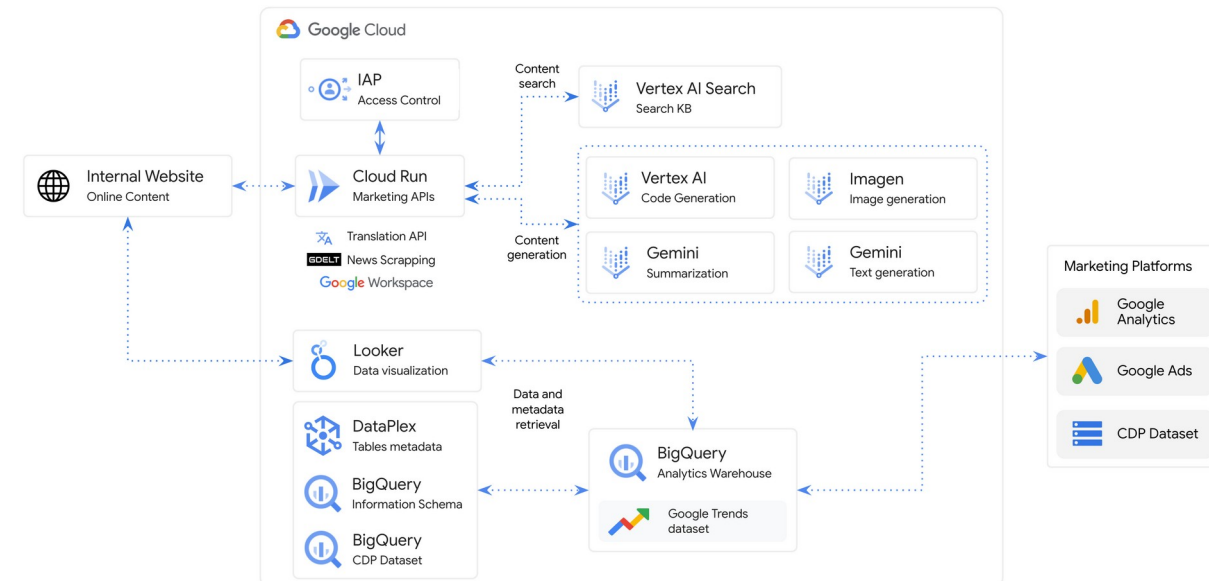 Google Cloud
IAP
Access Control
Content
search
Vertex AI Search
Search KB
Internal Website
Online Content
Cloud Run
Marketing APIs
Vertex AI
Code Generation
Imagen
Image generation
Translation API
GDELT News Scrapping
Google Workspace
Content
generation
Gemini
Summarization
Gemini
Text generation
Marketing Platforms
Google
Analytics
Google Ads
CDP Dataset
Looker
Data visualization
Data and
metadata
retrieval
DataPlex
Tables metadata
BigQuery
Information Schema
BigQuery
CDP Dataset
BigQuery
Analytics Warehouse
Google Trends
dataset